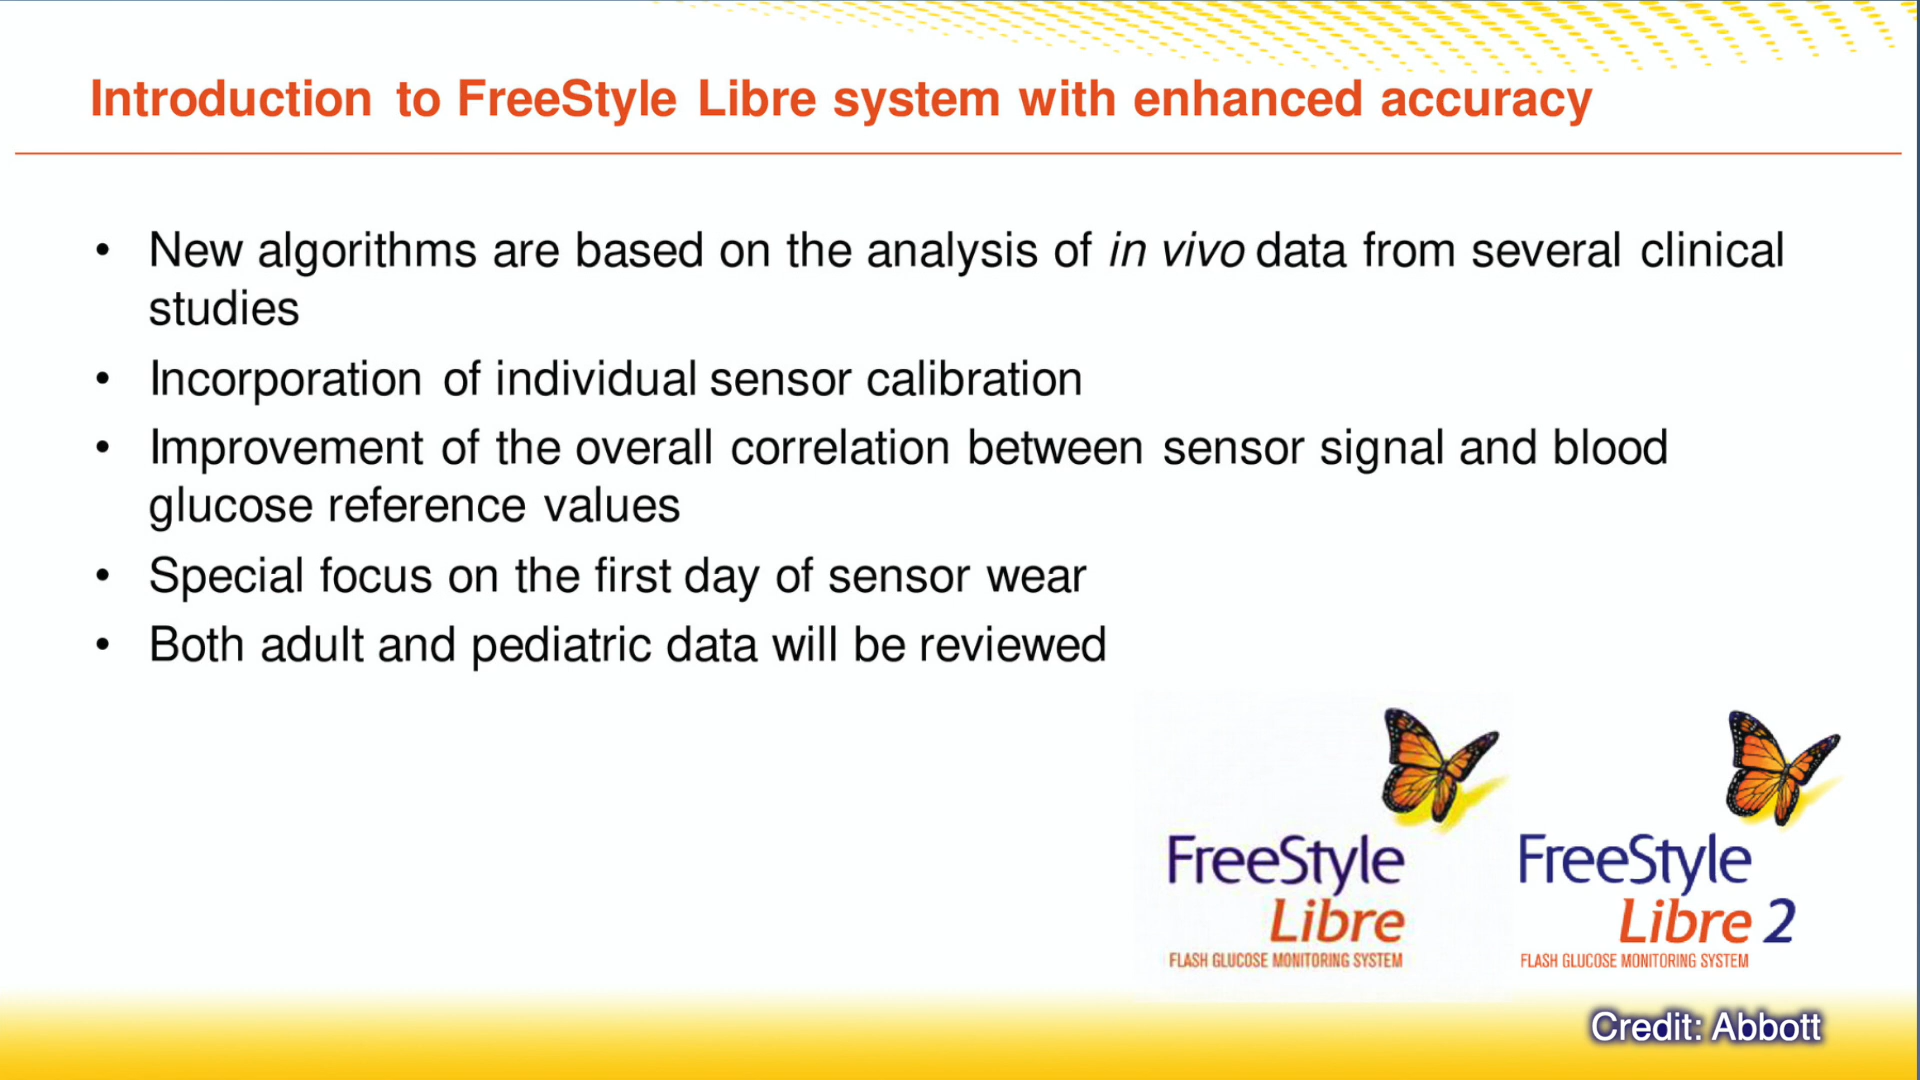 Introduction to FreeStyle Libre system with enhanced accuracy
• New algorithms are based on the analysis of in vivo data from several clinical
studies
• Incorporation of individual sensor calibration
• Improvement of the overall correlation between sensor signal and blood
glucose reference values
• Special focus on the first day of sensor wear
• Both adult and pediatric data will be reviewed
FreeStyle
Libre
FLASH GLUCOSE MONITORING SYSTEM
FreeStyle
Libre 2
FLASH GLUCOSE MONITORING SYSTEM
Credit: Abbott